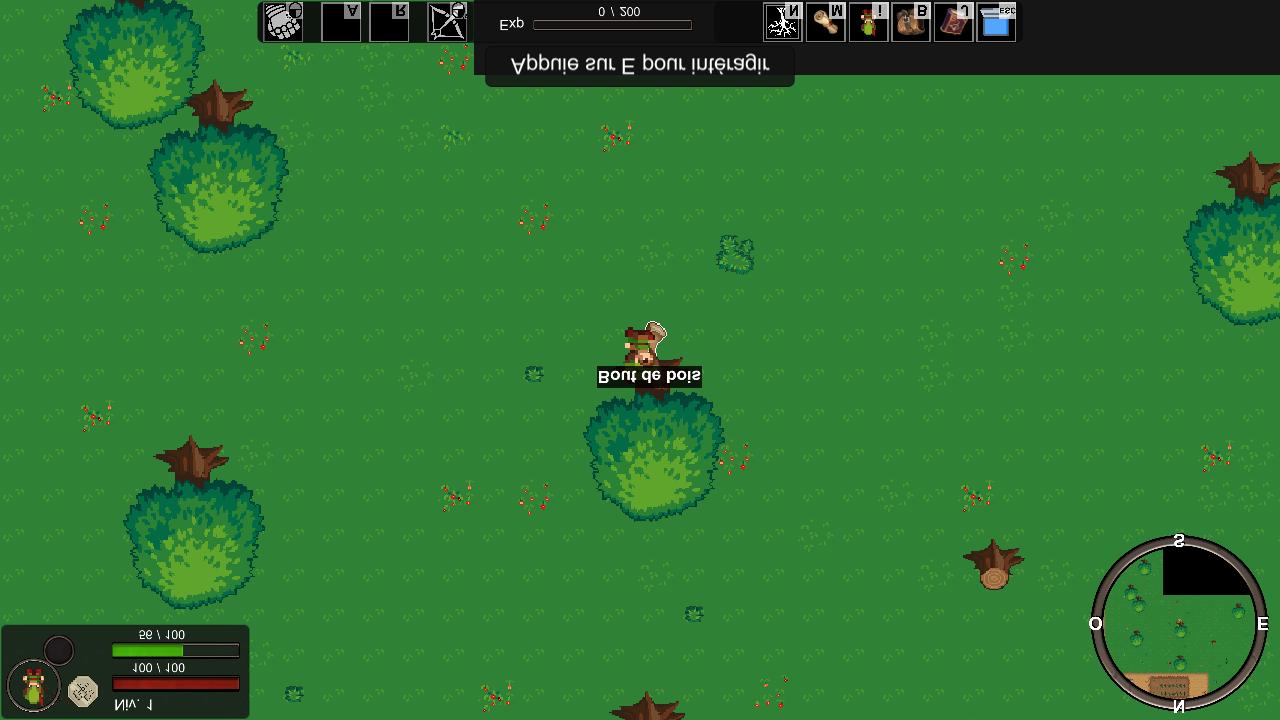 Niv. 1
100 / 100
56 / 100
N
O
E
S
Bout de bois
Appuie sur E pour intéragir
A
R
Exp
0 / 200
N
M
I
B
J
ESC